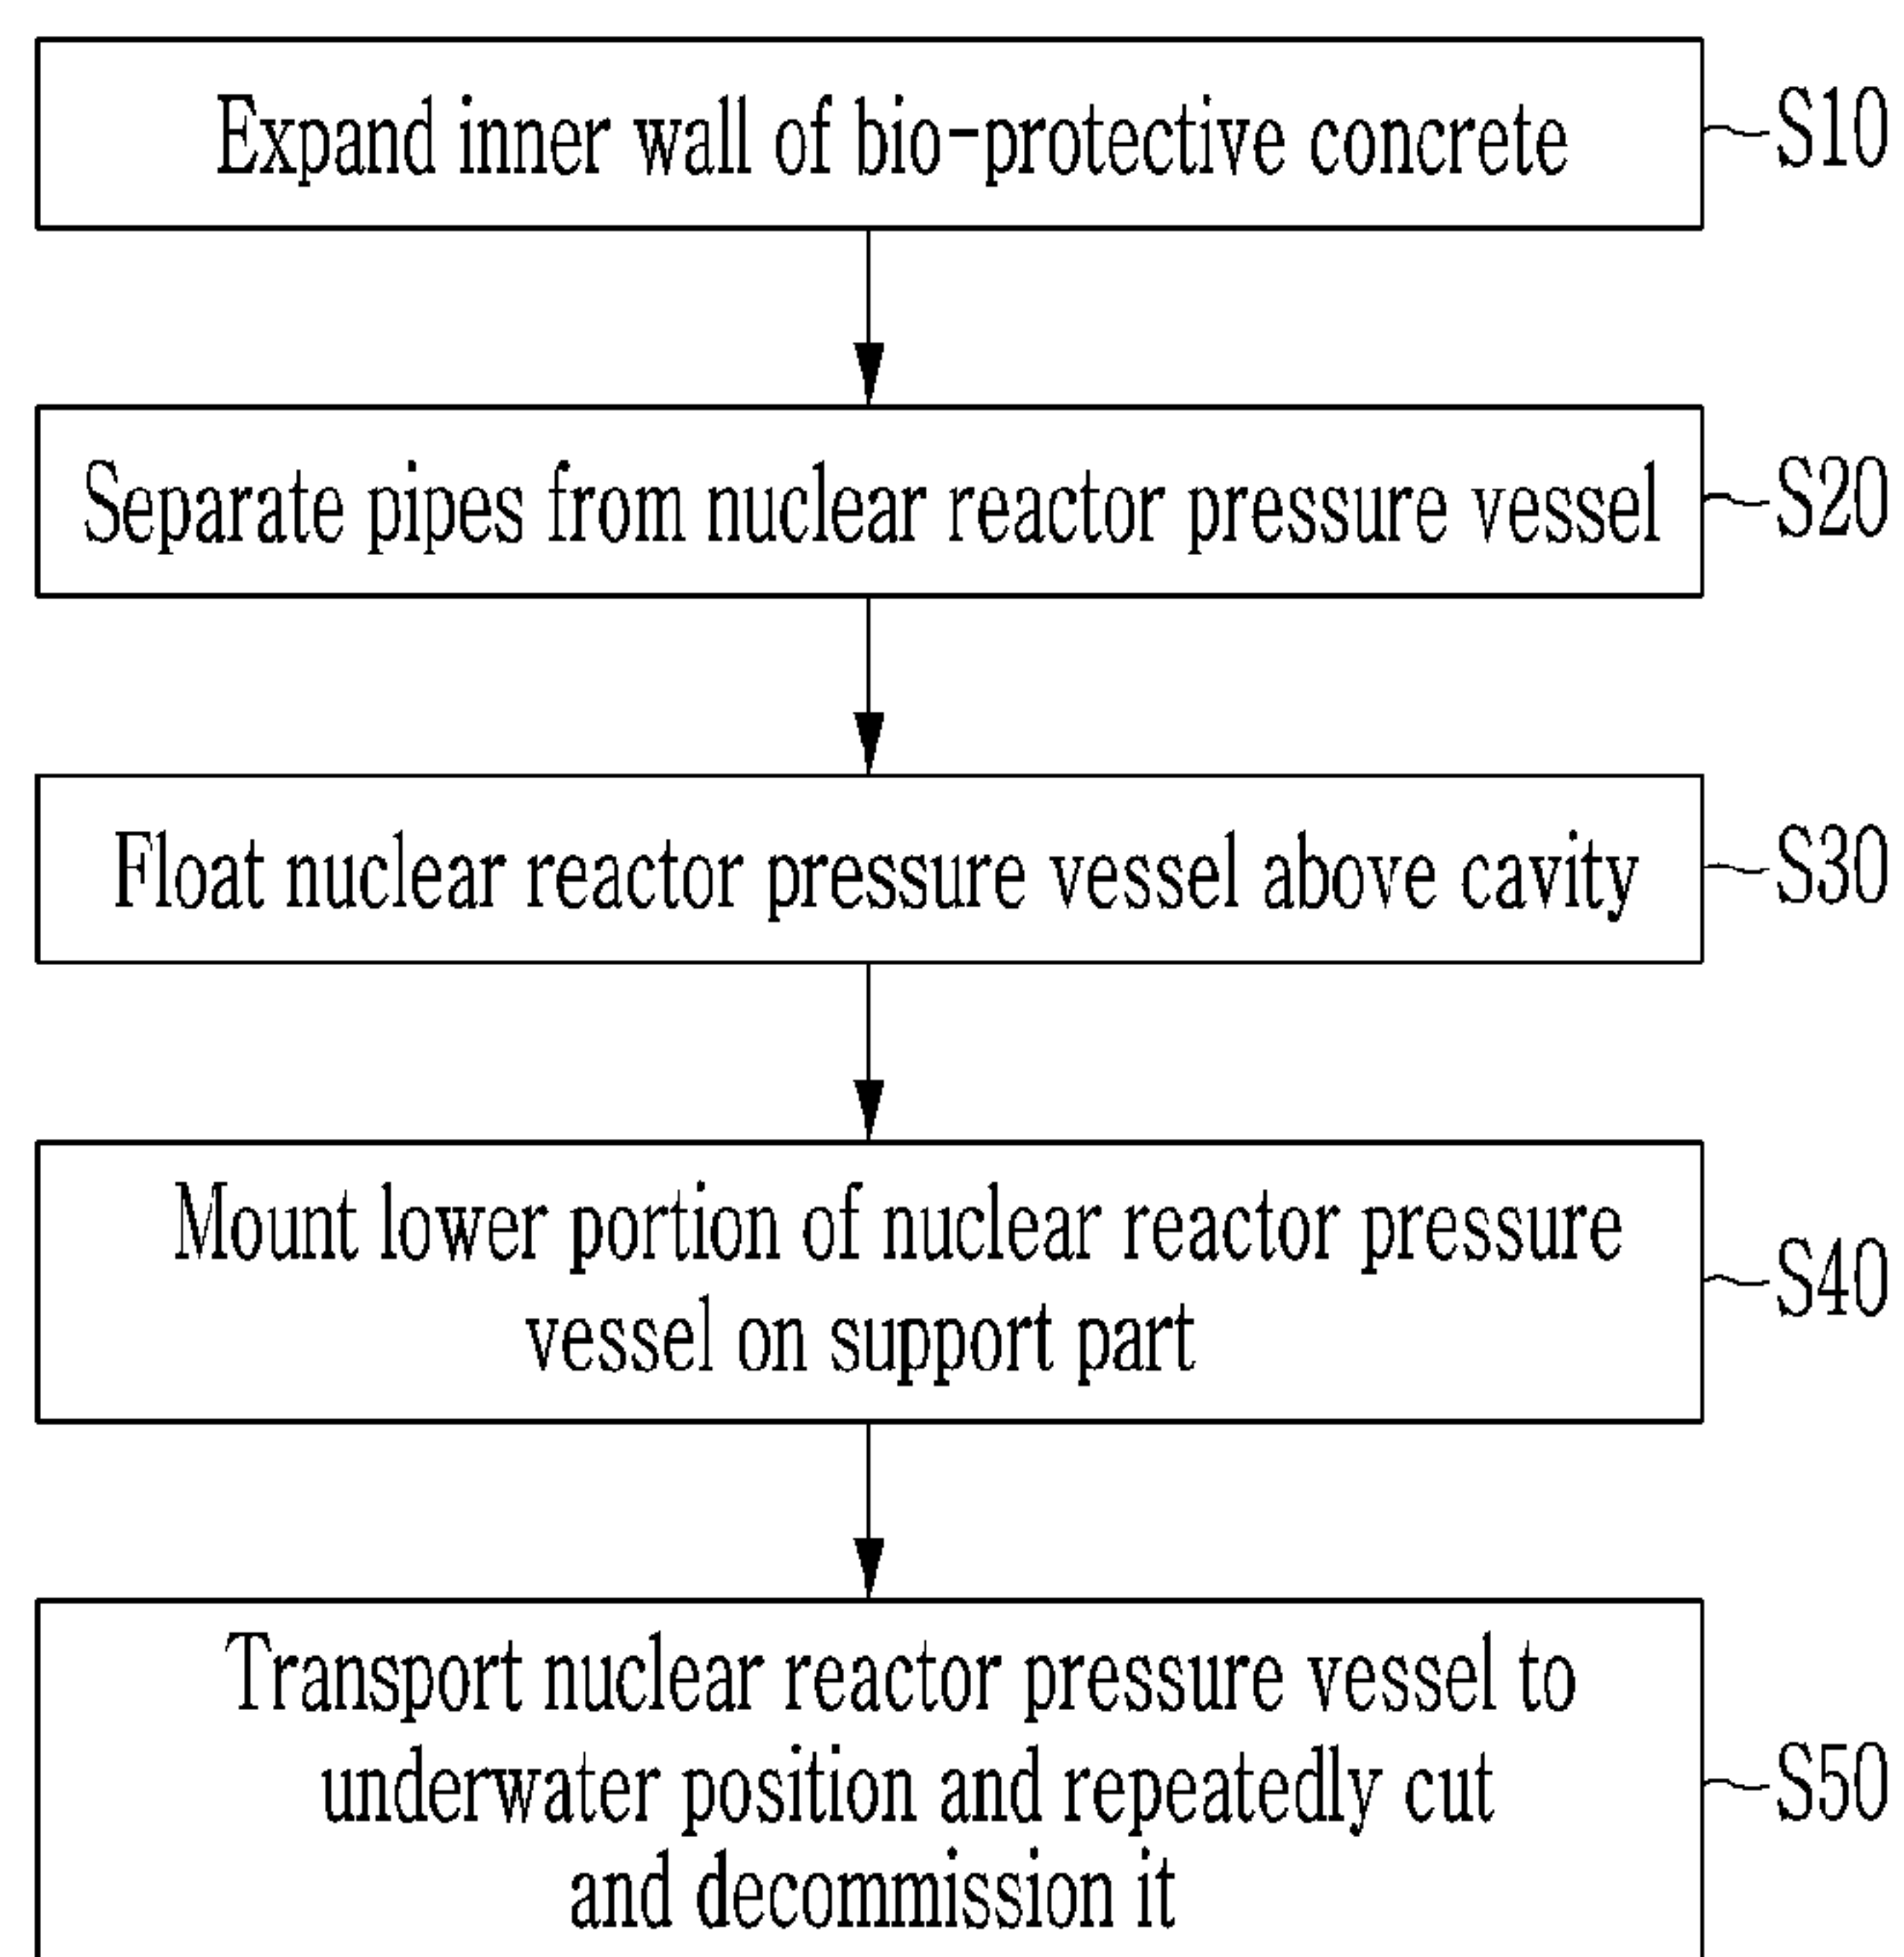 Expand inner wall of bio-protective concrete
S10
Separate pipes from nuclear reactor pressure vessel
S20
Float nuclear reactor pressure vessel above cavity
S30
Mount lower portion of nuclear reactor pressure
vessel on support part
S40
Transport nuclear reactor pressure vessel to
underwater position and repeatedly cut
and decommission it
S50